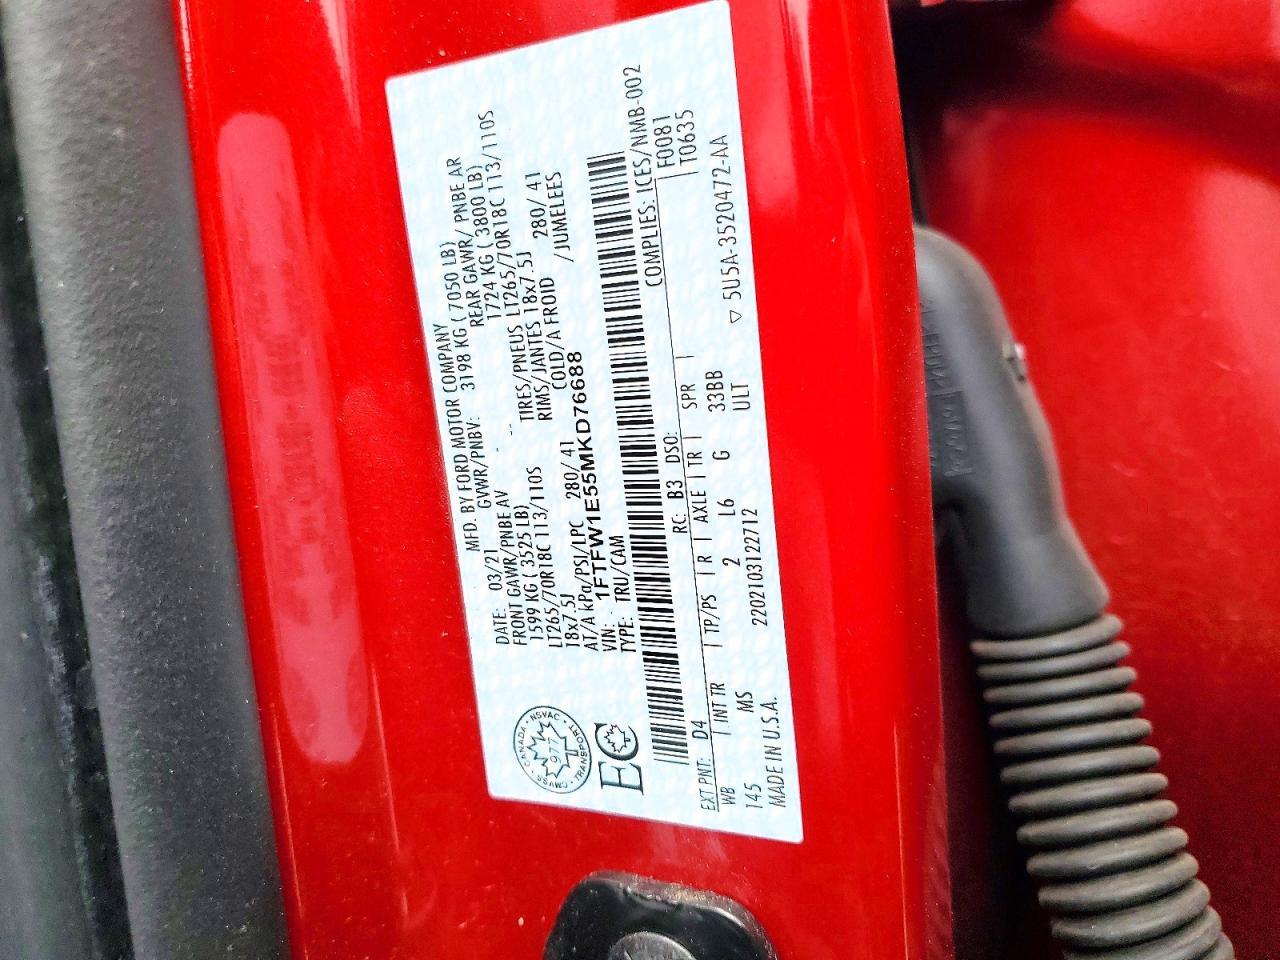 MFD. BY FORD MOTOR COMPANY
DATE: 03/21 GVWR/PNBV: 3198 KG ( 7050 LB)
FRONT GAWR/PNBE AV REAR GAWR/ PNBE AR
1599 KG ( 3525 LB) 1724 KG ( 3800 LB)
LT265/70R18C 113/110S TIRES/PNEUS LT265/70R18C 113/110S
18x7.5J RIMS/JANTES 18x7.5J
AT/A kPa/PSI/LPC 280/ 41 COLD/A FROID 280/ 41
VIN: 1FTFW1E55MKD76688 /JUMELEES
TYPE: TRU/CAM
CANADA · NSVAC · TRANSPORT · CMVSS
977
EC
COMPLIES: ICES/NMB-002
RC: B3 DSO: F0081
EXT PNT: D4 T0635
WB INT TR TP/PS R AXLE TR SPR
145 MS 2 L6 G 33BB
2202103122712 ULT
MADE IN U.S.A. ▽ 5U5A-3520472-AA